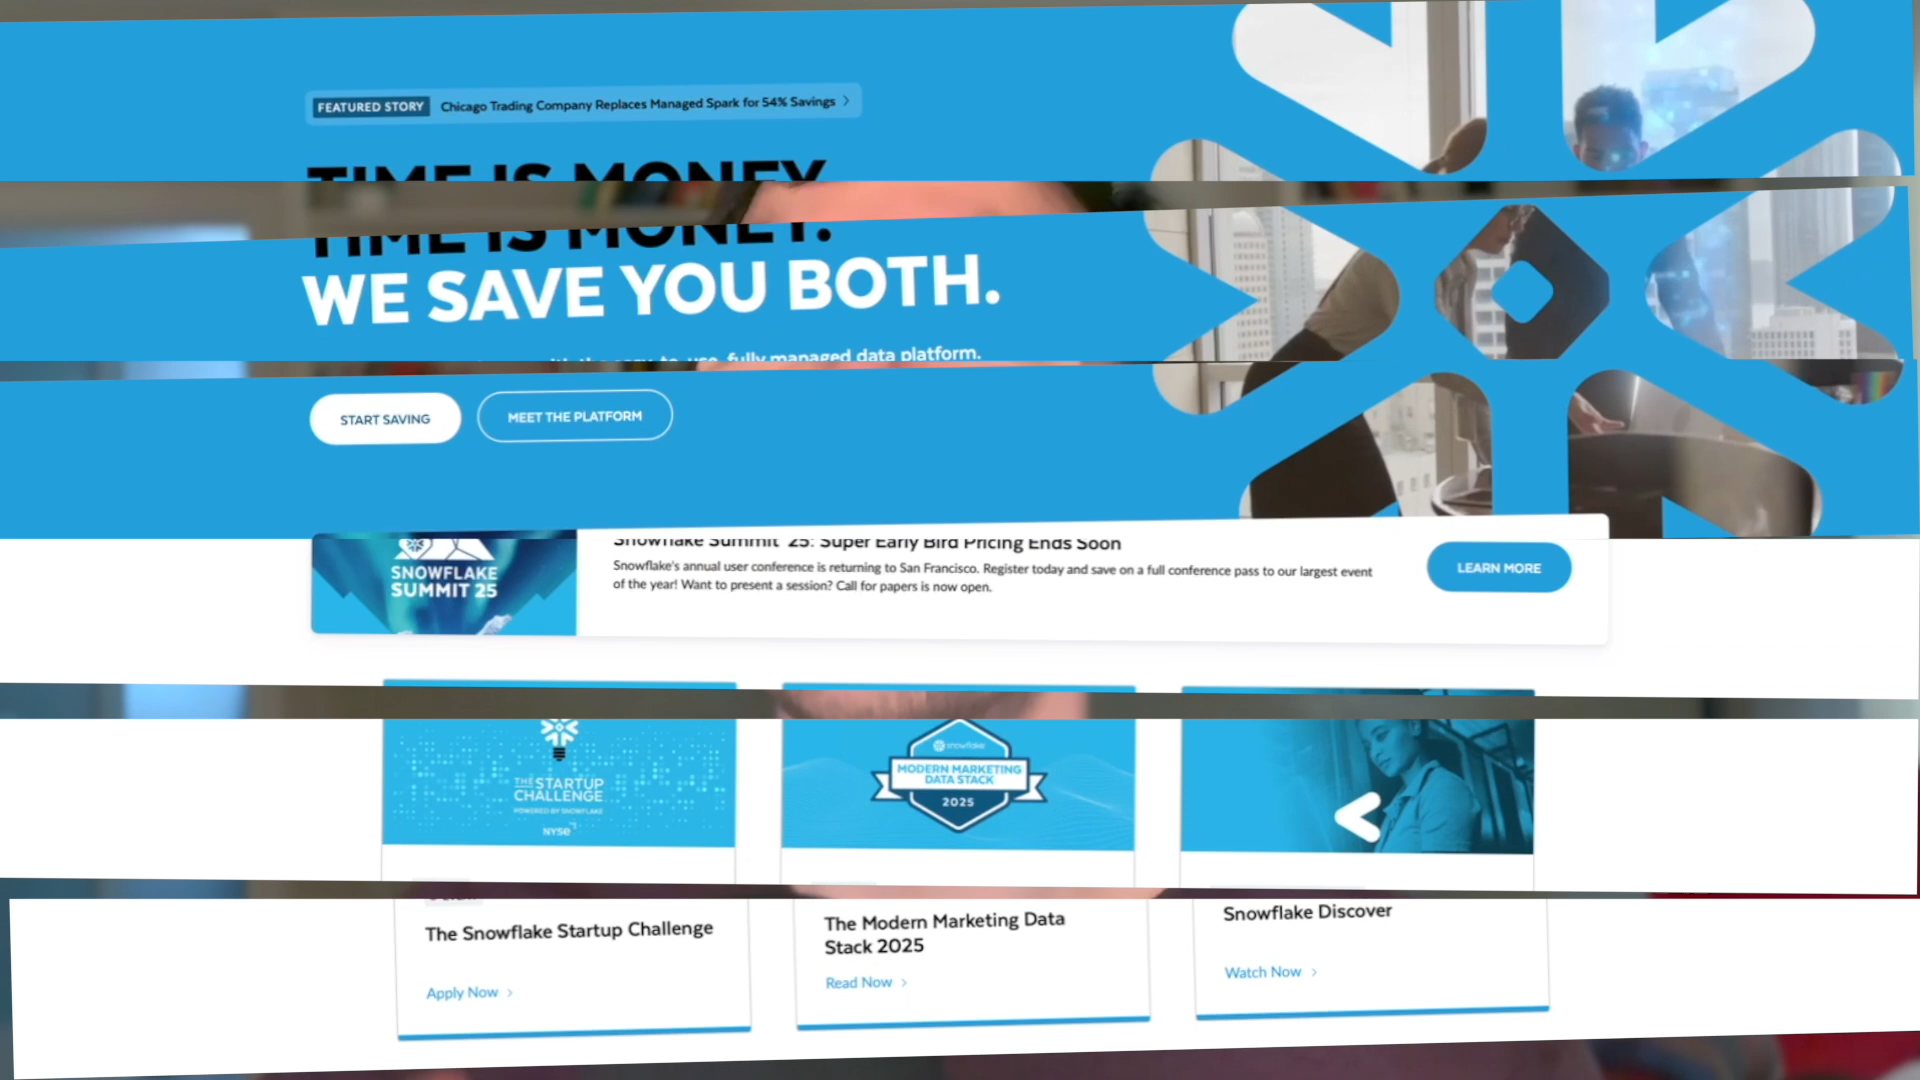 FEATURED STORY Chicago Trading Company Replaces Managed Spark for 54% Savings
TIME IS MONEY.
WE SAVE YOU BOTH.
fully managed data platform.
START SAVING
MEET THE PLATFORM
SNOWFLAKE
SUMMIT 25
Snowflake Summit '25: Super Early Bird Pricing Ends Soon
Snowflake's annual user conference is returning to San Francisco. Register today and save on a full conference pass to our largest event
of the year! Want to present a session? Call for papers is now open.
LEARN MORE
THE STARTUP
CHALLENGE
POWERED BY SNOWFLAKE
NYSE
snowflake
MODERN MARKETING
DATA STACK
2025
The Snowflake Startup Challenge
Apply Now
The Modern Marketing Data
Stack 2025
Read Now
Snowflake Discover
Watch Now